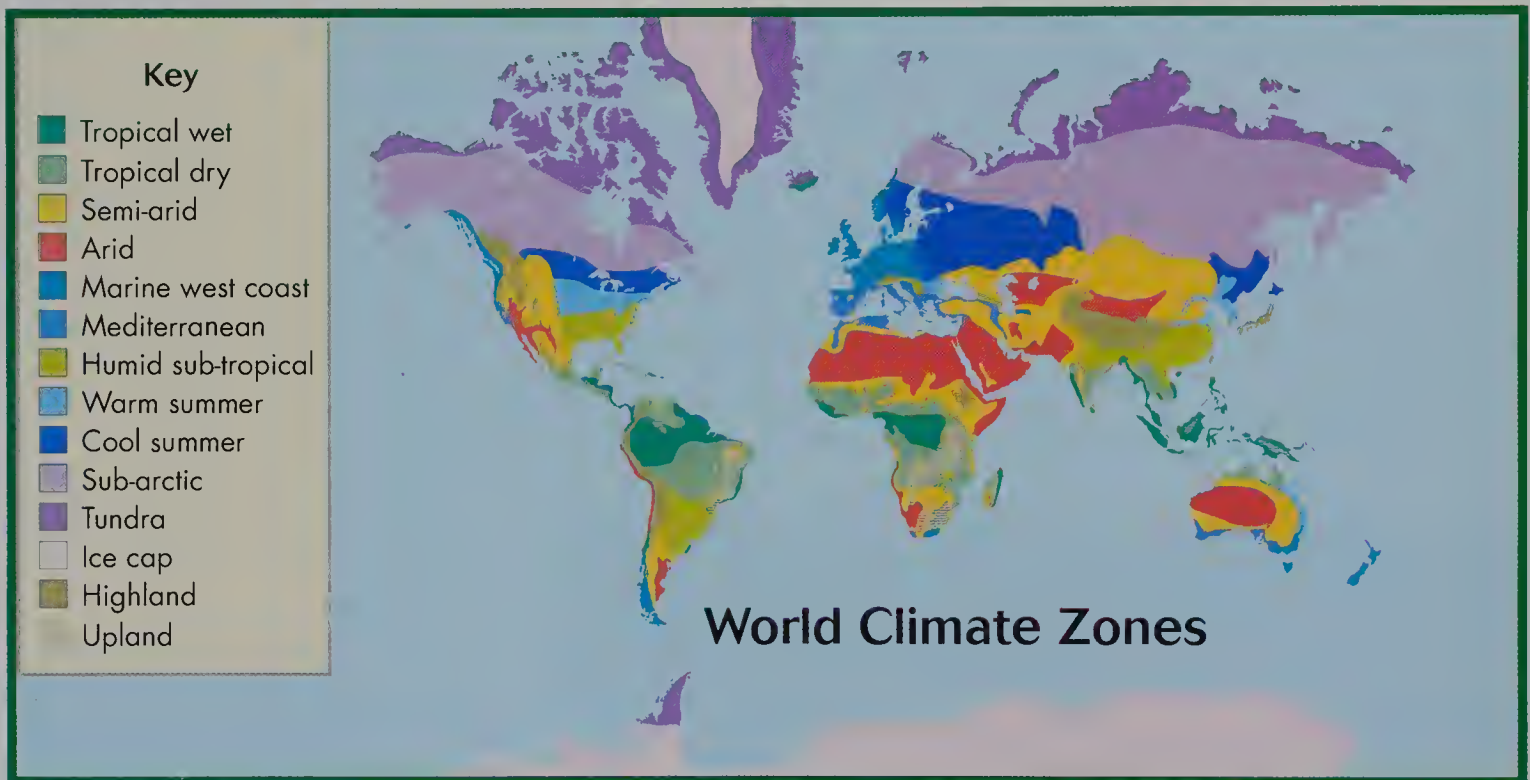 Key
Tropical wet
Tropical dry
Semi-arid
Arid
Marine west coast
Mediterranean
Humid sub-tropical
Warm summer
Cool summer
Sub-arctic
Tundra
Ice cap
Highland
Upland
World Climate Zones